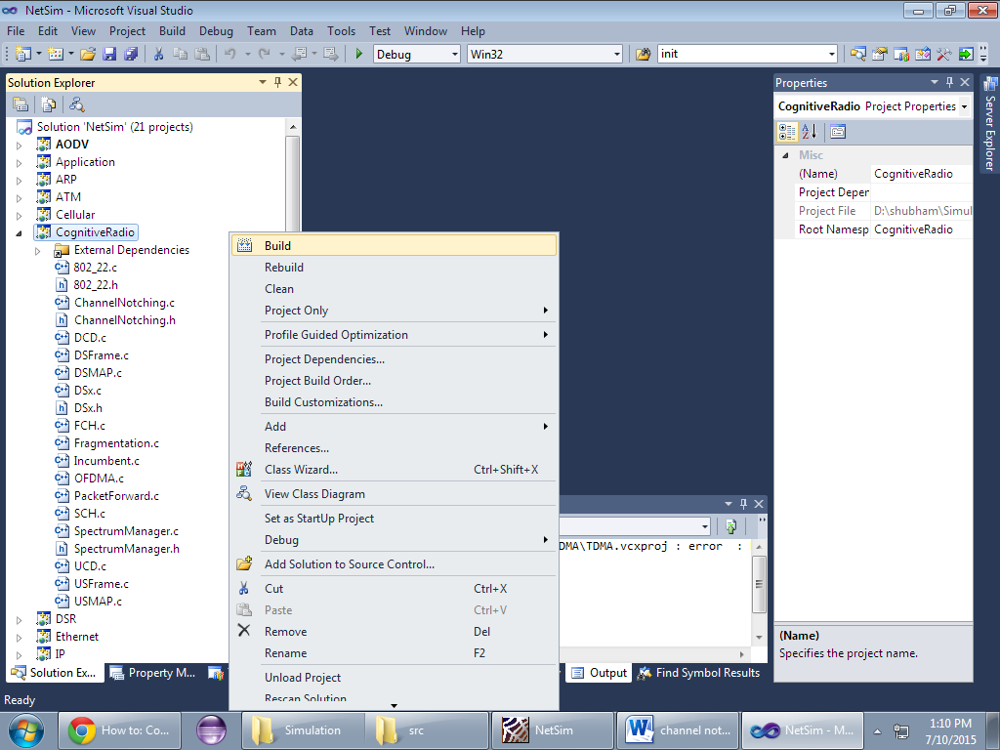 NetSim - Microsoft Visual Studio
File Edit View Project Build Debug Team Data Tools Test Window Help
Debug Win32 init
Solution Explorer
Solution 'NetSim' (21 projects)
AODV
Application
ARP
ATM
Cellular
CognitiveRadio
External Dependencies
802_22.c
802_22.h
ChannelNotching.c
ChannelNotching.h
DCD.c
DSFrame.c
DSMAP.c
DSx.c
DSx.h
FCH.c
Fragmentation.c
Incumbent.c
OFDMA.c
PacketForward.c
SCH.c
SpectrumManager.c
SpectrumManager.h
UCD.c
USFrame.c
USMAP.c
DSR
Ethernet
IP
Solution Ex... Property M...
Build
Rebuild
Clean
Project Only
Profile Guided Optimization
Project Dependencies...
Project Build Order...
Build Customizations...
Add
References...
Class Wizard... Ctrl+Shift+X
View Class Diagram
Set as StartUp Project
Debug
Add Solution to Source Control...
Cut Ctrl+X
Paste Ctrl+V
Remove Del
Rename F2
Unload Project
Rescan Solution
DMA\TDMA.vcxproj : error :
Output Find Symbol Results
Properties
CognitiveRadio Project Properties
Misc
(Name) CognitiveRadio
Project Deper
Project File D:\shubham\Simul
Root Namesp CognitiveRadio
(Name)
Specifies the project name.
Server Explorer
Ready
How to: Co... Simulation src NetSim channel not... NetSim - M...
1:10 PM
7/10/2015